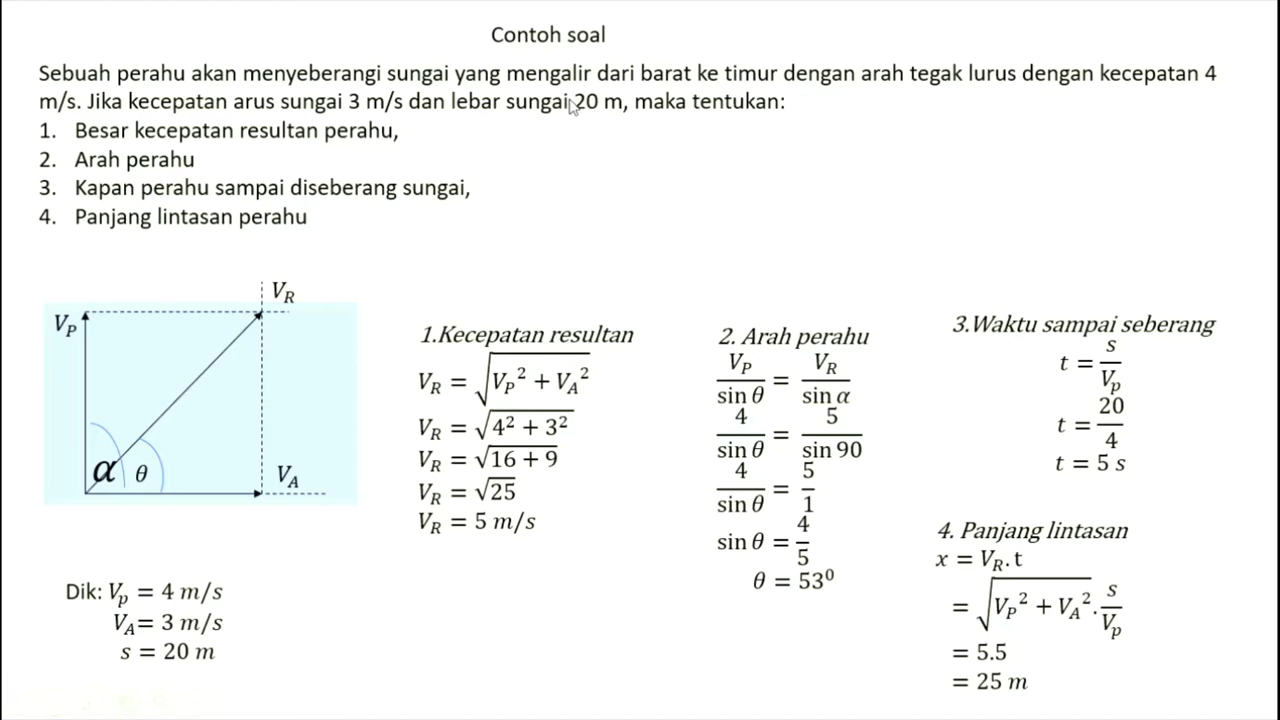 Contoh soal
Sebuah perahu akan menyeberangi sungai yang mengalir dari barat ke timur dengan arah tegak lurus dengan kecepatan 4
m/s. Jika kecepatan arus sungai 3 m/s dan lebar sungai 20 m, maka tentukan:
1. Besar kecepatan resultan perahu,
2. Arah perahu
3. Kapan perahu sampai diseberang sungai,
4. Panjang lintasan perahu
V_R
V_P
α θ
V_A
Dik: V_p = 4 m/s
V_A= 3 m/s
s = 20 m
1.Kecepatan resultan
V_R = √(V_P² + V_A²)
V_R = √(4² + 3²)
V_R = √(16 + 9)
V_R = √25
V_R = 5 m/s
2. Arah perahu
V_P/sin θ = V_R/sin α
4/sin θ = 5/sin 90
4/sin θ = 5/1
sin θ = 4/5
θ = 53⁰
3.Waktu sampai seberang
t = s/V_p
t = 20/4
t = 5 s
4. Panjang lintasan
x = V_R.t
= √(V_P² + V_A²).s/V_p
= 5.5
= 25 m